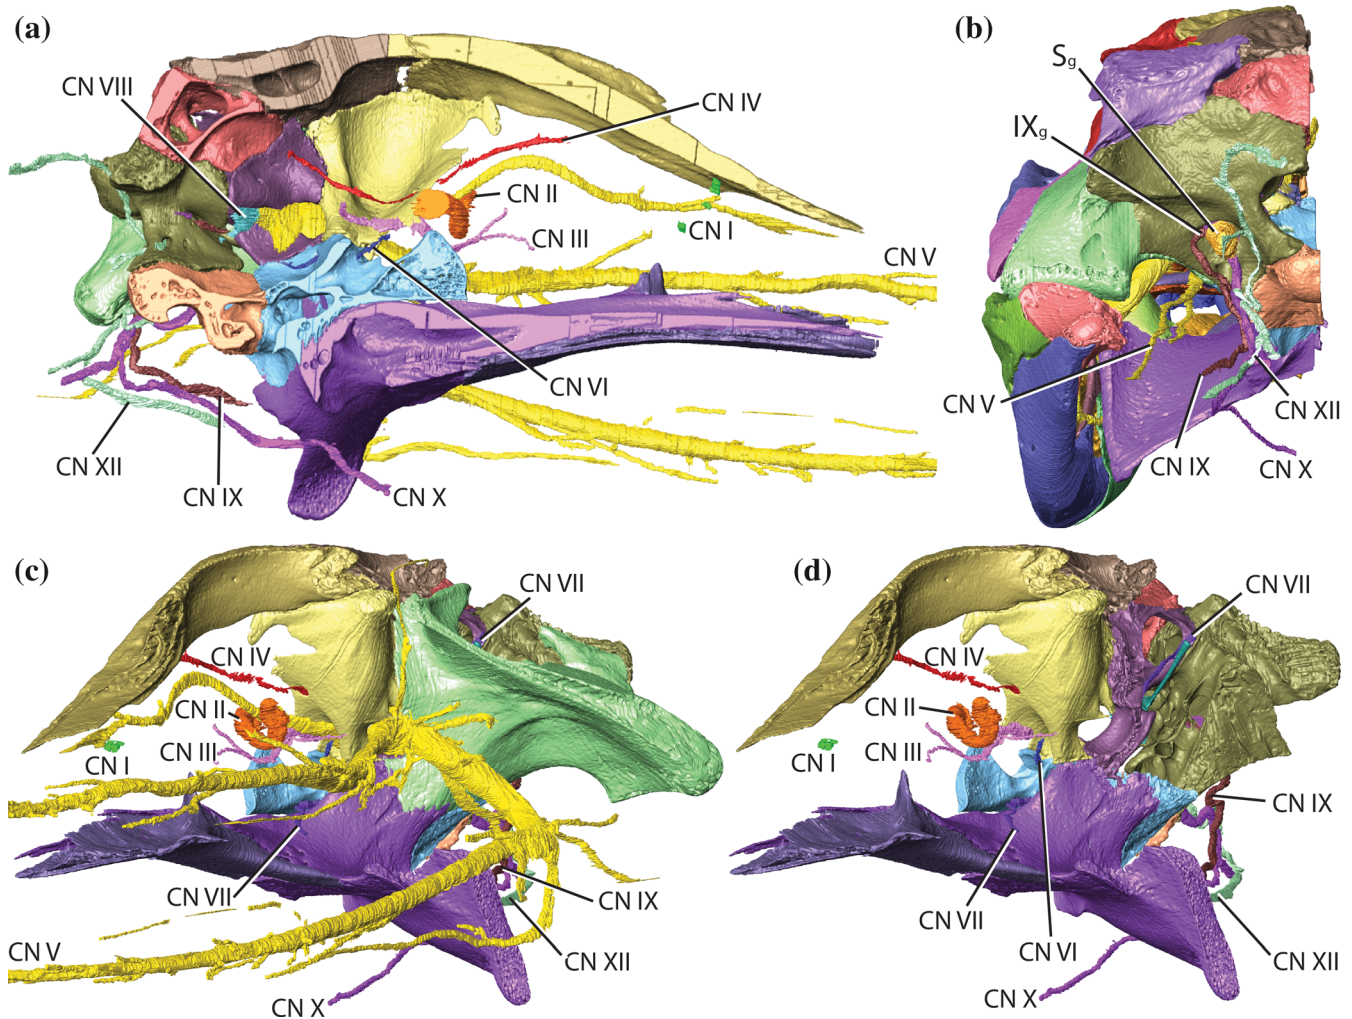 (a)
CN VIII
CN IV
CN II
CN I
CN III
CN V
CN VI
CN XII
CN IX
CN X
(b)
Sg
IXg
CN V
CN XII
CN IX
CN X
(c)
CN VII
CN IV
CN II
CN III
CN I
CN VII
CN IX
CN V
CN XII
CN X
(d)
CN VII
CN IV
CN II
CN III
CN I
CN IX
CN VII
CN VI
CN XII
CN X